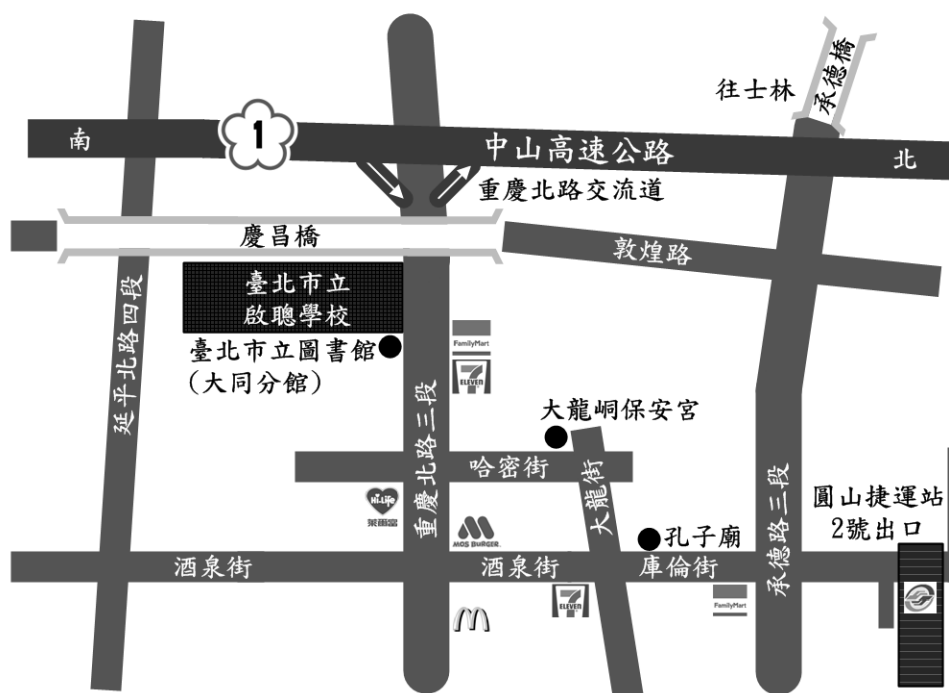 承德橋
往士林
南
1
中山高速公路
北
重慶北路交流道
慶昌橋
敦煌路
臺北市立
啟聰學校
延平北路四段
臺北市立圖書館
(大同分館)
FamilyMart
7
ELEVEN
重慶北路三段
大龍峒保安宮
哈密街
大龍街
承德路三段
圓山捷運站
2號出口
Hi-Life
萊爾富
MOS BURGER
孔子廟
酒泉街
酒泉街
庫倫街
7
ELEVEN
FamilyMart